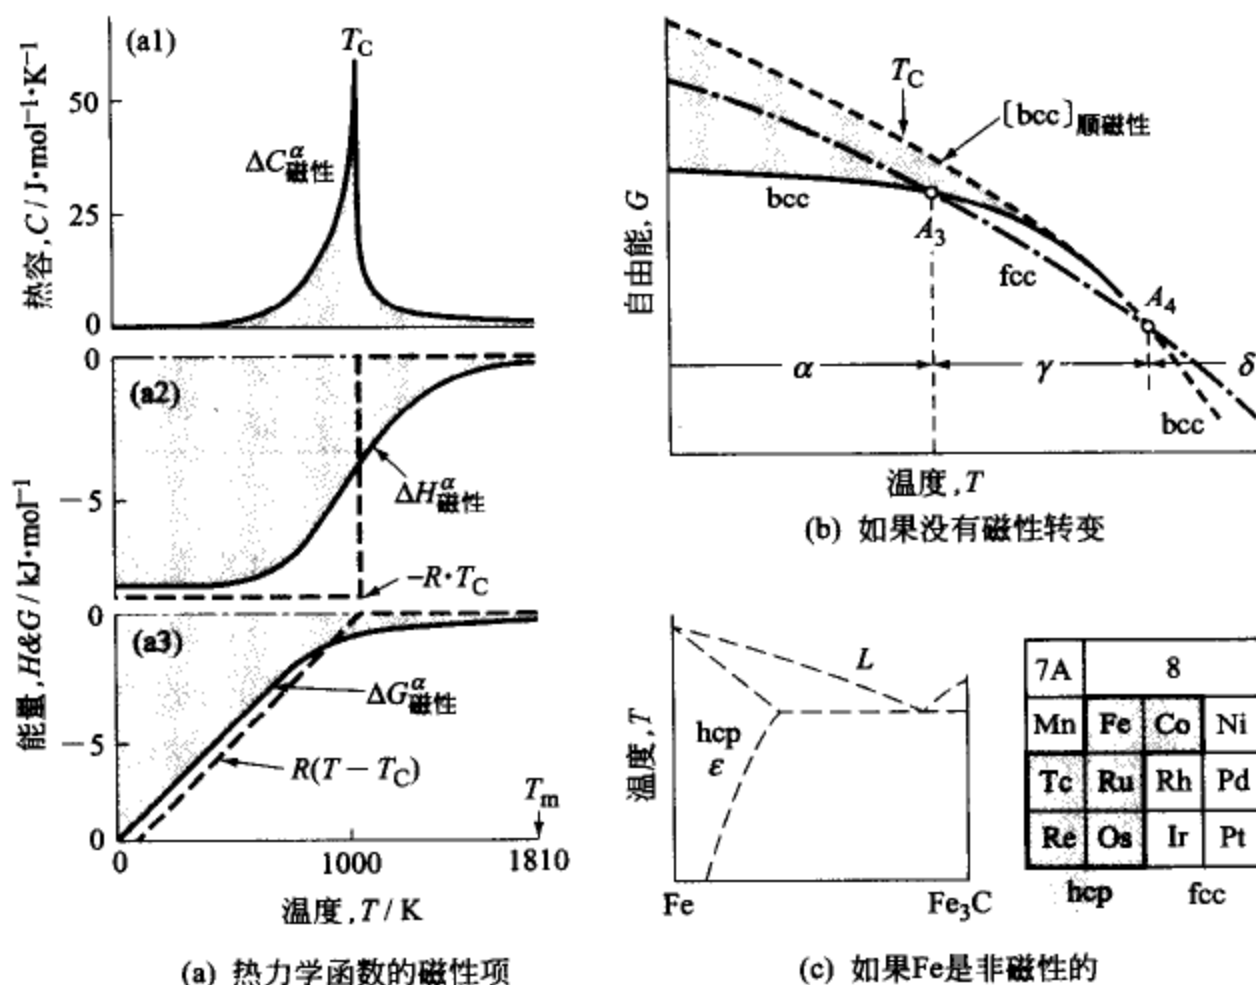 (a1)
T_C
热容,C / J·mol⁻¹·K⁻¹
50
25
0
ΔC^α_磁性
(a2)
0
−5
ΔH^α_磁性
−R·T_C
能量,H&G / kJ·mol⁻¹
(a3)
0
−5
0
ΔG^α_磁性
R(T−T_C)
T_m
0
1000
1810
温度,T / K
(a) 热力学函数的磁性项
自由能,G
T_C
[bcc]_顺磁性
bcc
A_3
fcc
A_4
α
γ
δ
bcc
温度,T
(b) 如果没有磁性转变
温度,T
L
hcp
ε
Fe
Fe₃C
7A 8
Mn Fe Co Ni
Tc Ru Rh Pd
Re Os Ir Pt
hcp fcc
(c) 如果Fe是非磁性的